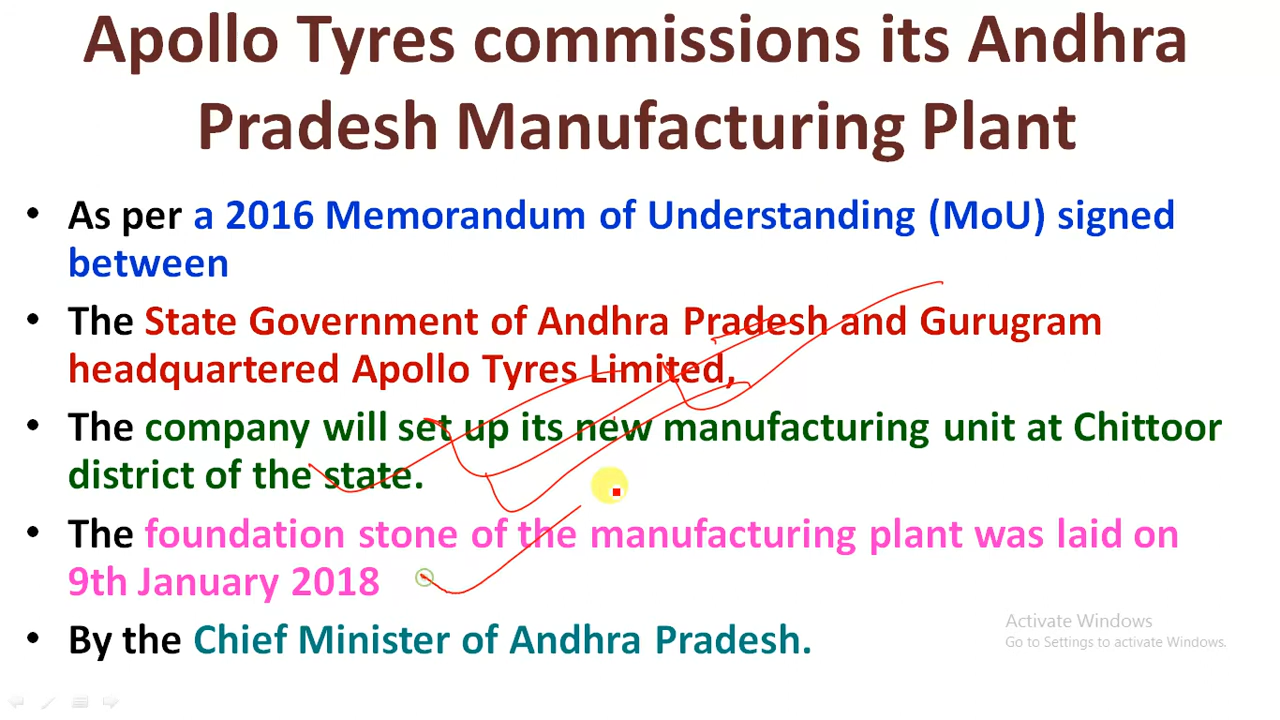 Apollo Tyres commissions its Andhra
Pradesh Manufacturing Plant
• As per a 2016 Memorandum of Understanding (MoU) signed
between
• The State Government of Andhra Pradesh and Gurugram
headquartered Apollo Tyres Limited,
• The company will set up its new manufacturing unit at Chittoor
district of the state.
• The foundation stone of the manufacturing plant was laid on
9th January 2018
• By the Chief Minister of Andhra Pradesh.
Activate Windows
Go to Settings to activate Windows.